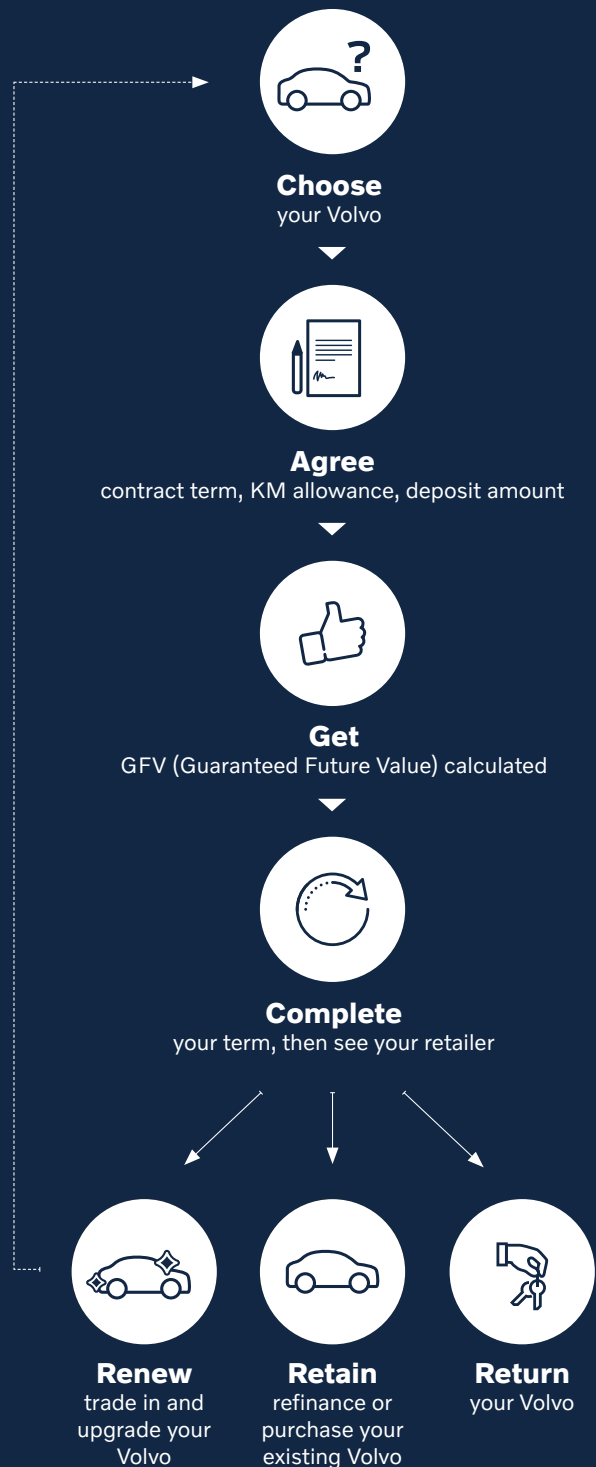 ?
Choose
your Volvo
Agree
contract term, KM allowance, deposit amount
Get
GFV (Guaranteed Future Value) calculated
Complete
your term, then see your retailer
Renew
trade in and
upgrade your
Volvo
Retain
refinance or
purchase your
existing Volvo
Return
your Volvo